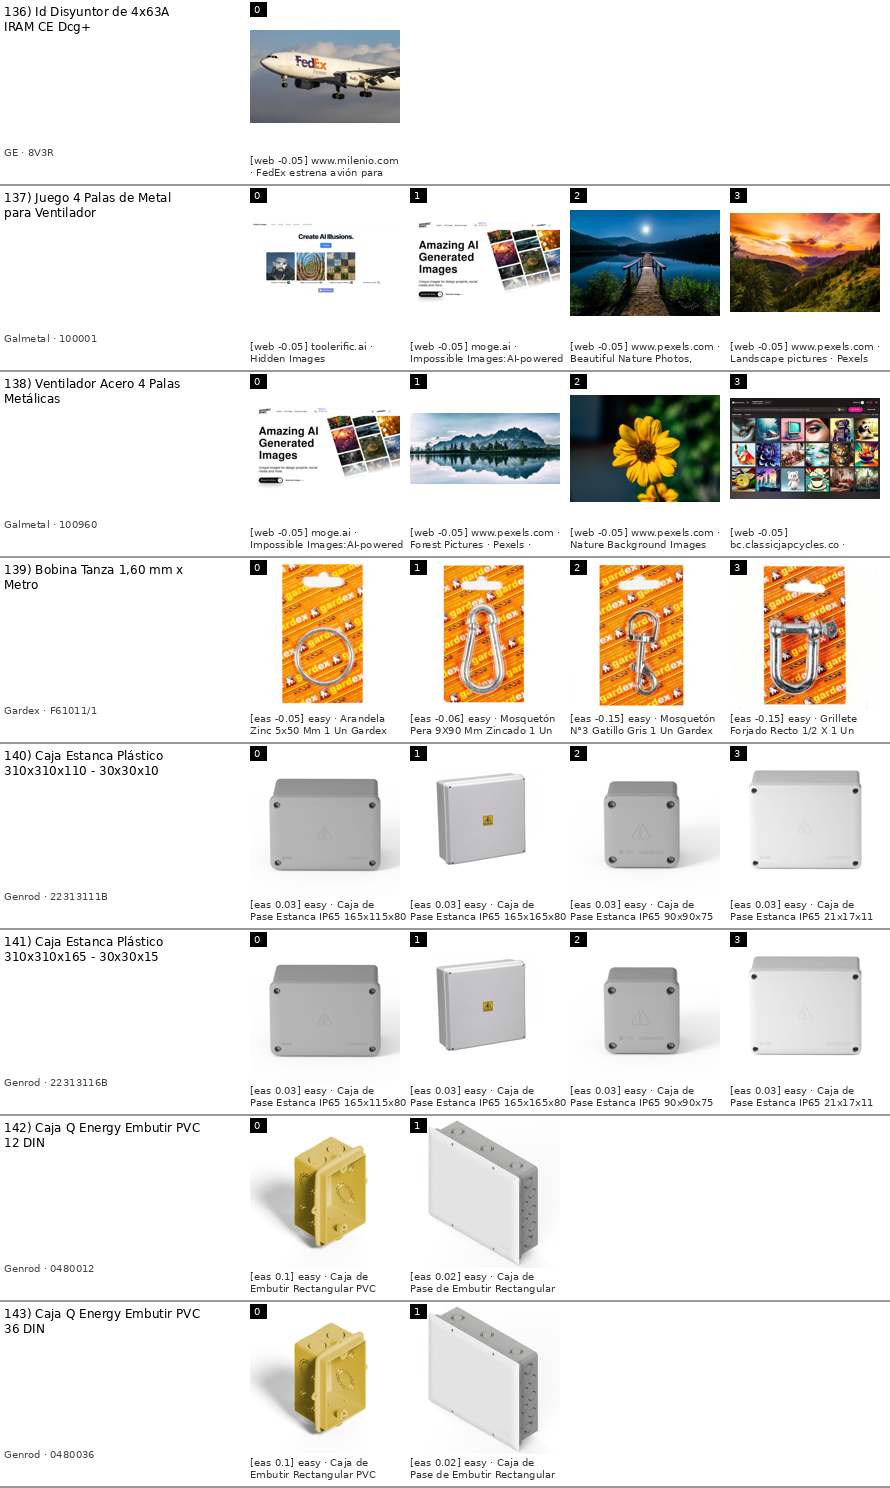 136) Id Disyuntor de 4x63A
IRAM CE Dcg+
GE · 8V3R
0
FedEx
[web -0.05] www.milenio.com
· FedEx estrena avión para
137) Juego 4 Palas de Metal
para Ventilador
Galmetal · 100001
0
Create AI Illusions.
[web -0.05] toolerific.ai ·
Hidden Images
1
Amazing AI
Generated
Images
[web -0.05] moge.ai ·
Impossible Images:AI-powered
2
[web -0.05] www.pexels.com ·
Beautiful Nature Photos,
3
[web -0.05] www.pexels.com ·
Landscape pictures · Pexels
138) Ventilador Acero 4 Palas
Metálicas
Galmetal · 100960
0
Amazing AI
Generated
Images
[web -0.05] moge.ai ·
Impossible Images:AI-powered
1
[web -0.05] www.pexels.com ·
Forest Pictures · Pexels ·
2
[web -0.05] www.pexels.com ·
Nature Background Images
3
[web -0.05]
bc.classicjapcycles.co ·
139) Bobina Tanza 1,60 mm x
Metro
Gardex · F61011/1
0
gardex
[eas -0.05] easy · Arandela
Zinc 5x50 Mm 1 Un Gardex
1
gardex
[eas -0.06] easy · Mosquetón
Pera 9X90 Mm Zincado 1 Un
2
gardex
[eas -0.15] easy · Mosquetón
N°3 Gatillo Gris 1 Un Gardex
3
gardex
[eas -0.15] easy · Grillete
Forjado Recto 1/2 X 1 Un
140) Caja Estanca Plástico
310x310x110 - 30x30x10
Genrod · 22313111B
0
[eas 0.03] easy · Caja de
Pase Estanca IP65 165x115x80
1
[eas 0.03] easy · Caja de
Pase Estanca IP65 165x165x80
2
[eas 0.03] easy · Caja de
Pase Estanca IP65 90x90x75
3
[eas 0.03] easy · Caja de
Pase Estanca IP65 21x17x11
141) Caja Estanca Plástico
310x310x165 - 30x30x15
Genrod · 22313116B
0
[eas 0.03] easy · Caja de
Pase Estanca IP65 165x115x80
1
[eas 0.03] easy · Caja de
Pase Estanca IP65 165x165x80
2
[eas 0.03] easy · Caja de
Pase Estanca IP65 90x90x75
3
[eas 0.03] easy · Caja de
Pase Estanca IP65 21x17x11
142) Caja Q Energy Embutir PVC
12 DIN
Genrod · 0480012
0
[eas 0.1] easy · Caja de
Embutir Rectangular PVC
1
[eas 0.02] easy · Caja de
Pase de Embutir Rectangular
143) Caja Q Energy Embutir PVC
36 DIN
Genrod · 0480036
0
[eas 0.1] easy · Caja de
Embutir Rectangular PVC
1
[eas 0.02] easy · Caja de
Pase de Embutir Rectangular